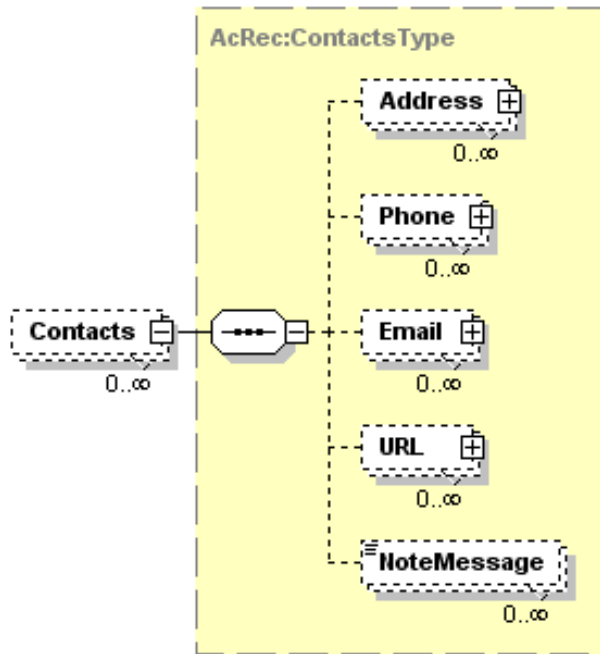 AcRec:ContactsType
Address
0..∞
Phone
0..∞
Contacts
0..∞
Email
0..∞
URL
0..∞
NoteMessage
0..∞